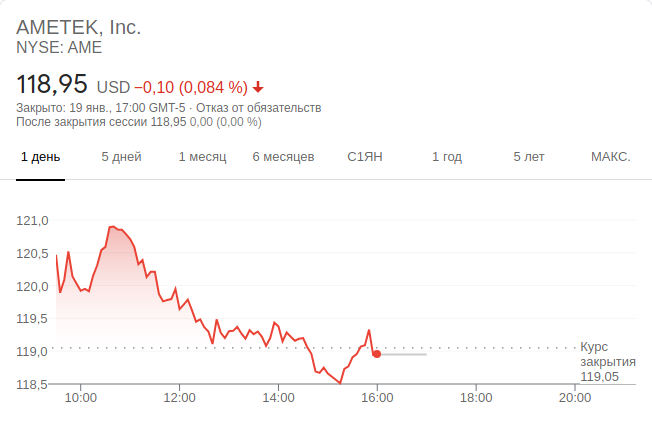 AMETEK, Inc.
NYSE: AME
118,95 USD −0,10 (0,084 %)
Закрыто: 19 янв., 17:00 GMT-5 · Отказ от обязательств
После закрытия сессии 118,95 0,00 (0,00 %)
1 день 5 дней 1 месяц 6 месяцев С1ЯН 1 год 5 лет МАКС.
121,0
120,5
120,0
119,5
119,0
118,5
Курс
закрытия
119,05
10:00 12:00 14:00 16:00 18:00 20:00